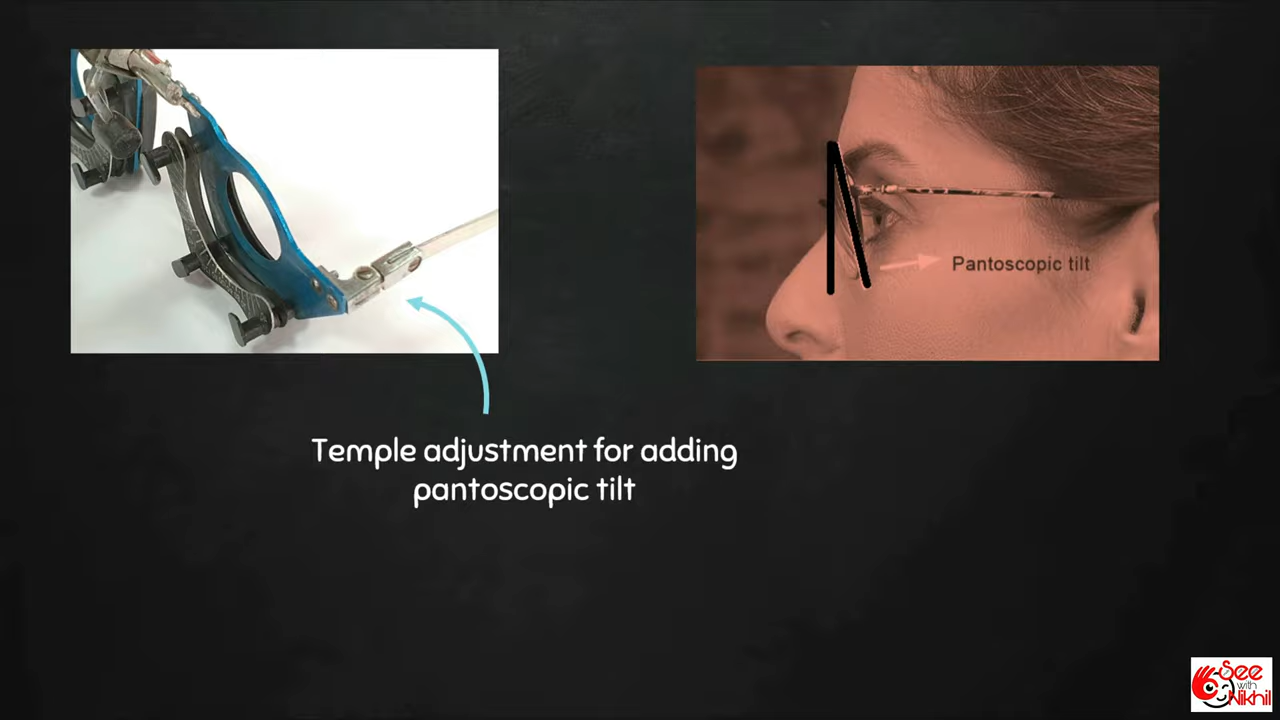 Pantoscopic tilt
Temple adjustment for adding
pantoscopic tilt
See
with
Nikhil